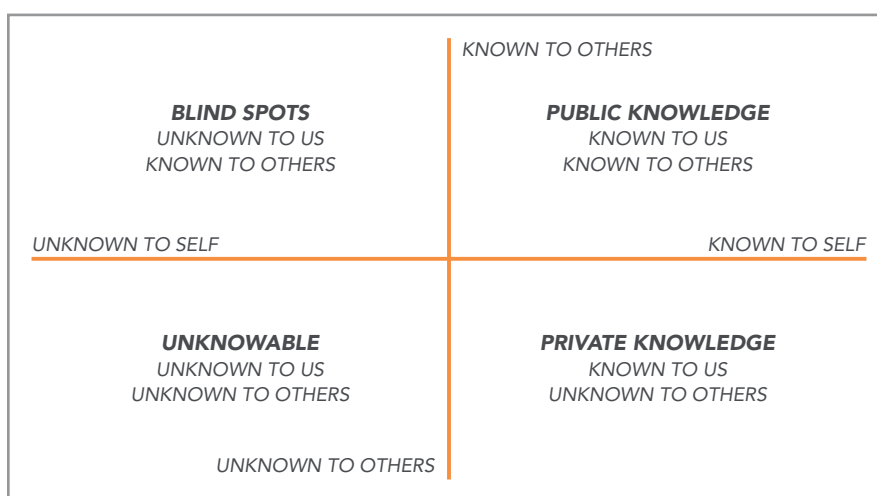 KNOWN TO OTHERS
BLIND SPOTS
UNKNOWN TO US
KNOWN TO OTHERS
PUBLIC KNOWLEDGE
KNOWN TO US
KNOWN TO OTHERS
UNKNOWN TO SELF
KNOWN TO SELF
UNKNOWABLE
UNKNOWN TO US
UNKNOWN TO OTHERS
PRIVATE KNOWLEDGE
KNOWN TO US
UNKNOWN TO OTHERS
UNKNOWN TO OTHERS